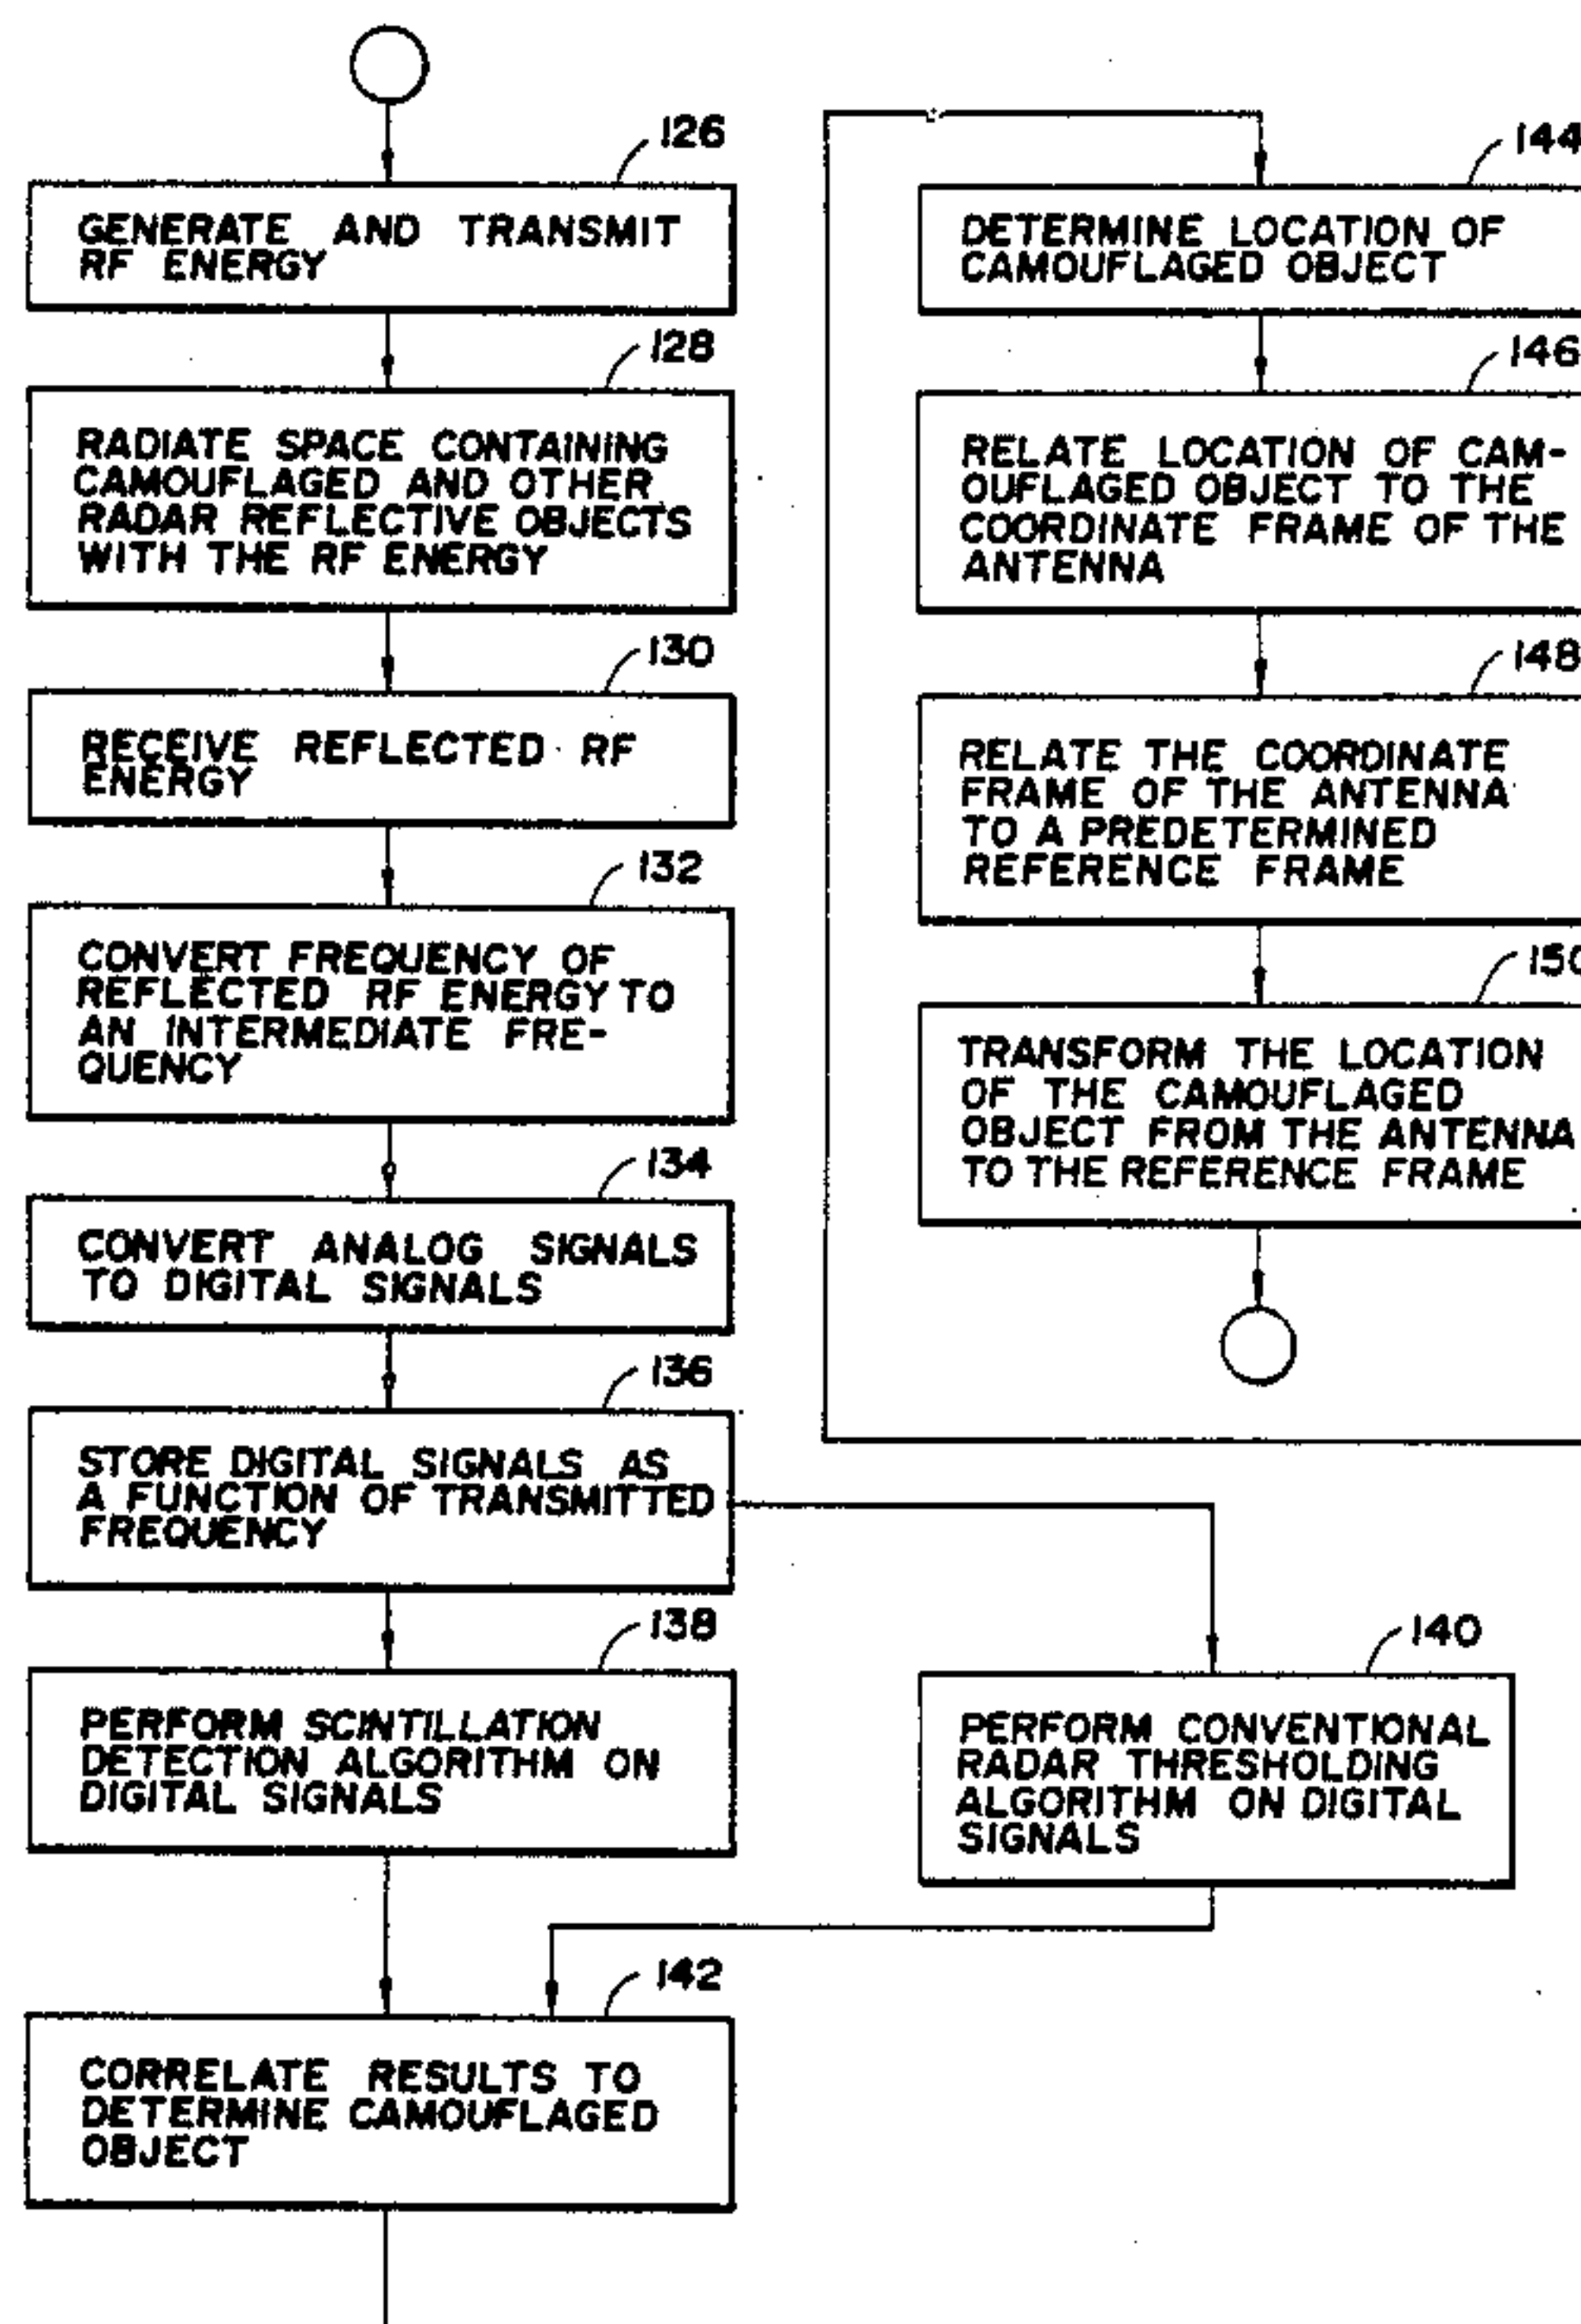 126
GENERATE AND TRANSMIT
RF ENERGY
128
RADIATE SPACE CONTAINING
CAMOUFLAGED AND OTHER
RADAR REFLECTIVE OBJECTS
WITH THE RF ENERGY
130
RECEIVE REFLECTED RF
ENERGY
132
CONVERT FREQUENCY OF
REFLECTED RF ENERGY TO
AN INTERMEDIATE FRE-
QUENCY
134
CONVERT ANALOG SIGNALS
TO DIGITAL SIGNALS
136
STORE DIGITAL SIGNALS AS
A FUNCTION OF TRANSMITTED
FREQUENCY
138
PERFORM SCINTILLATION
DETECTION ALGORITHM ON
DIGITAL SIGNALS
140
PERFORM CONVENTIONAL
RADAR THRESHOLDING
ALGORITHM ON DIGITAL
SIGNALS
142
CORRELATE RESULTS TO
DETERMINE CAMOUFLAGED
OBJECT
144
DETERMINE LOCATION OF
CAMOUFLAGED OBJECT
146
RELATE LOCATION OF CAM-
OUFLAGED OBJECT TO THE
COORDINATE FRAME OF THE
ANTENNA
148
RELATE THE COORDINATE
FRAME OF THE ANTENNA
TO A PREDETERMINED
REFERENCE FRAME
150
TRANSFORM THE LOCATION
OF THE CAMOUFLAGED
OBJECT FROM THE ANTENNA
TO THE REFERENCE FRAME